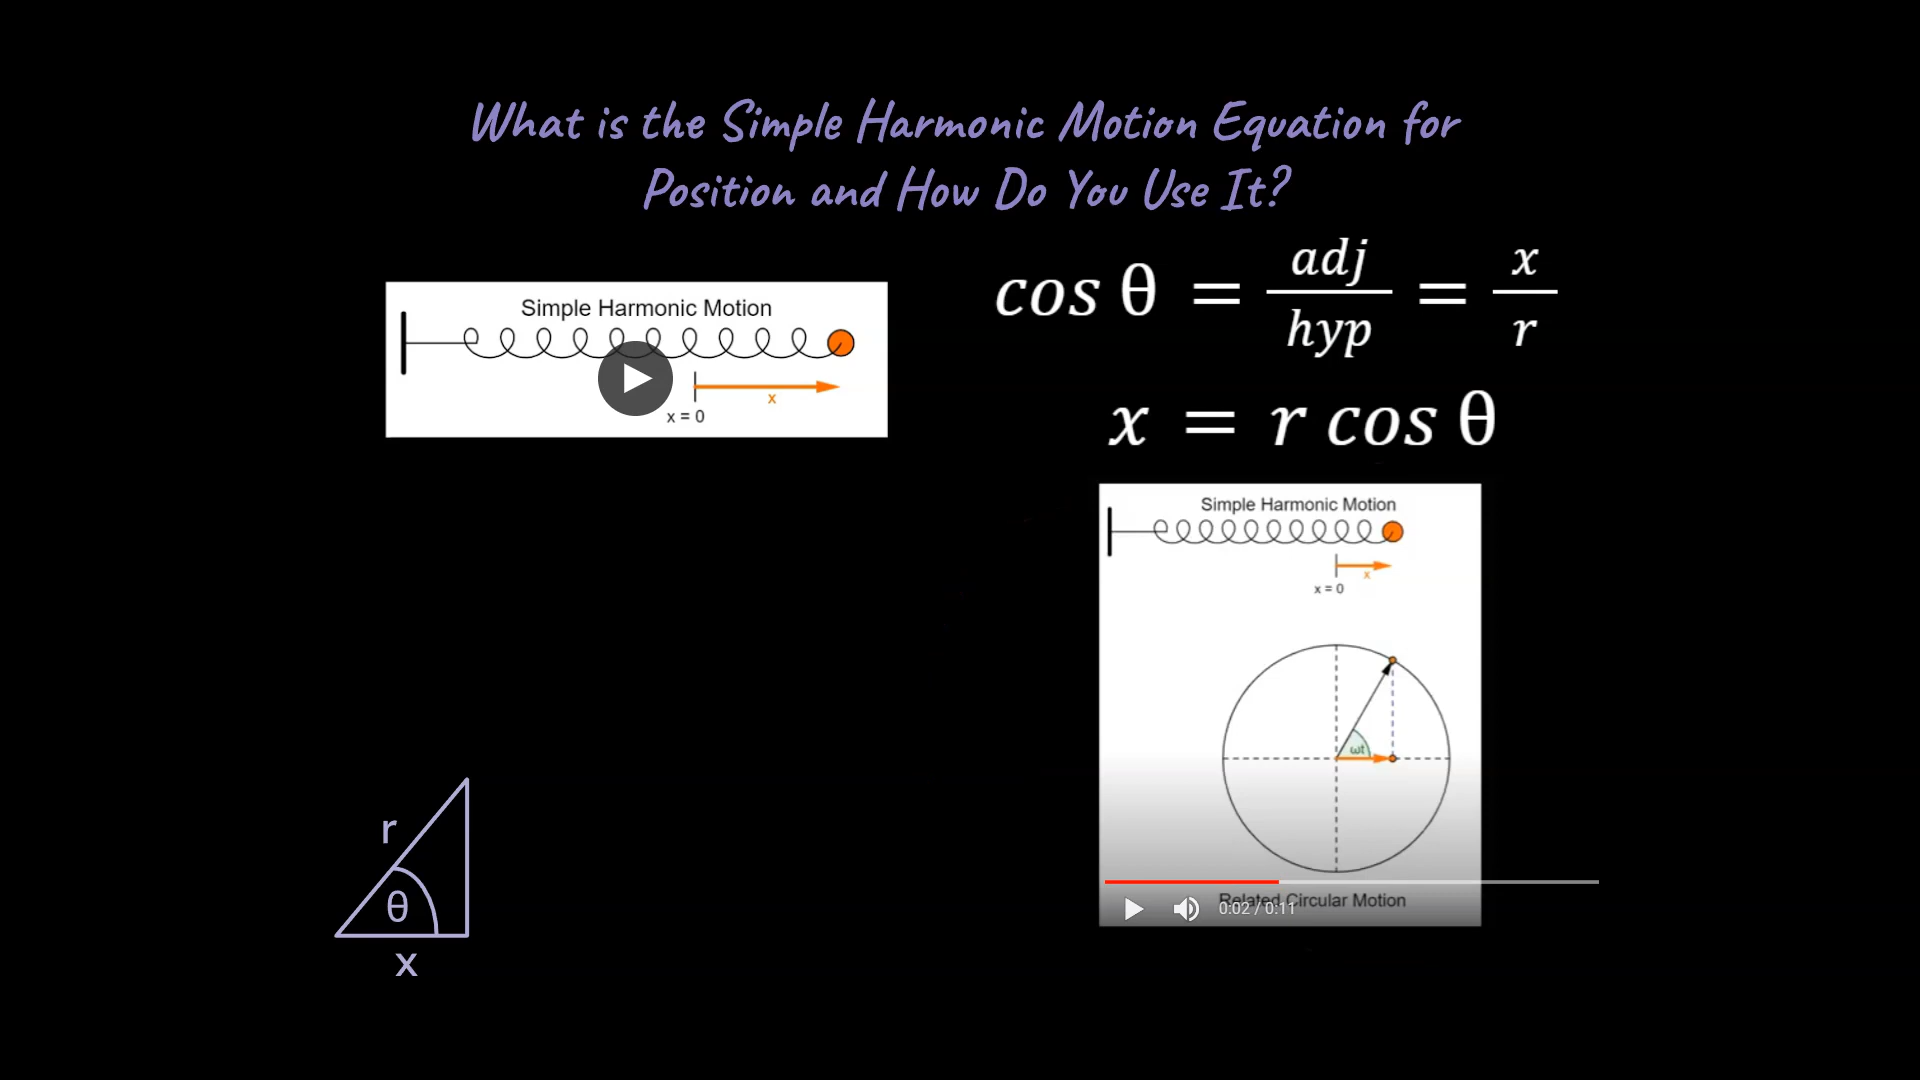 What is the Simple Harmonic Motion Equation for
Position and How Do You Use It?
Simple Harmonic Motion
x
x = 0
cos θ = adj/hyp = x/r
x = r cos θ
Simple Harmonic Motion
x
x = 0
ωt
Related Circular Motion
0:02 / 0:11
r
θ
x